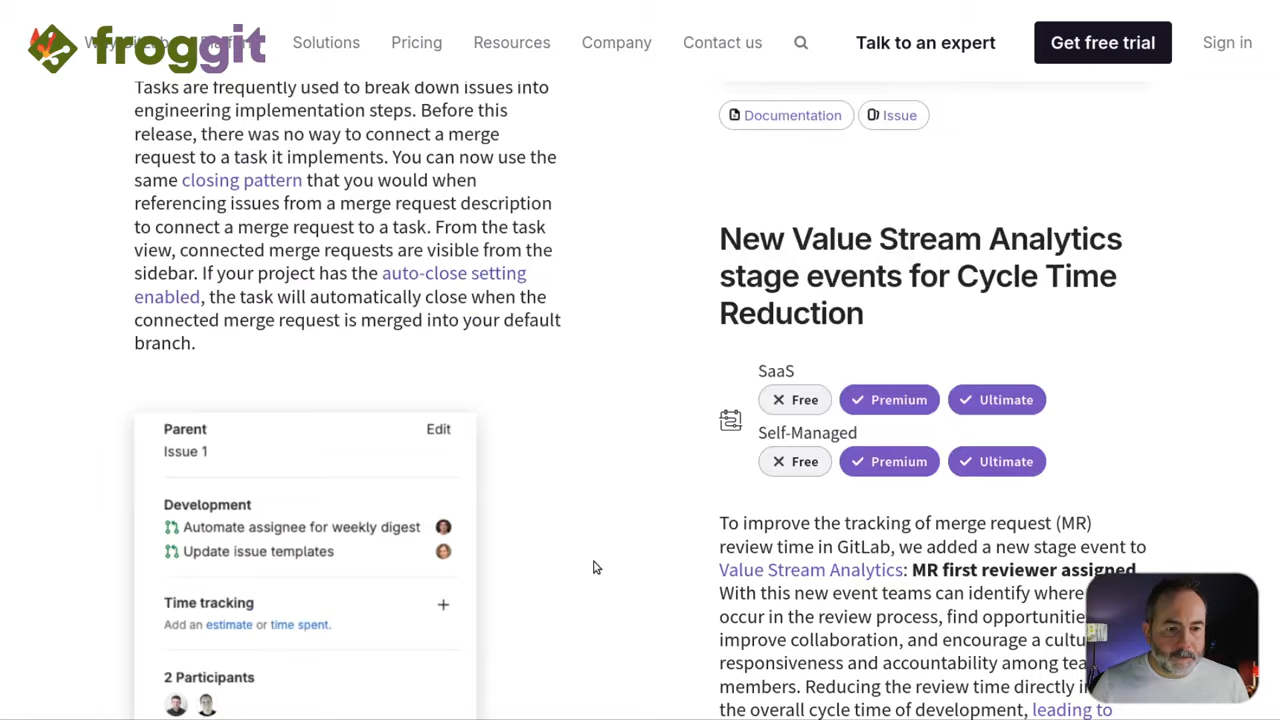 froggit
Solutions
Pricing
Resources
Company
Contact us
Talk to an expert
Get free trial
Sign in
Tasks are frequently used to break down issues into
engineering implementation steps. Before this
release, there was no way to connect a merge
request to a task it implements. You can now use the
same closing pattern that you would when
referencing issues from a merge request description
to connect a merge request to a task. From the task
view, connected merge requests are visible from the
sidebar. If your project has the auto-close setting
enabled, the task will automatically close when the
connected merge request is merged into your default
branch.
Parent
Edit
Issue 1
Development
Automate assignee for weekly digest
Update issue templates
Time tracking
Add an estimate or time spent.
2 Participants
Documentation
Issue
New Value Stream Analytics
stage events for Cycle Time
Reduction
SaaS
Free
Premium
Ultimate
Self-Managed
Free
Premium
Ultimate
To improve the tracking of merge request (MR)
review time in GitLab, we added a new stage event to
Value Stream Analytics: MR first reviewer assigned.
With this new event teams can identify where
occur in the review process, find opportunities
improve collaboration, and encourage a
responsiveness and accountability among
members. Reducing the review time directly
the overall cycle time of development, leading to